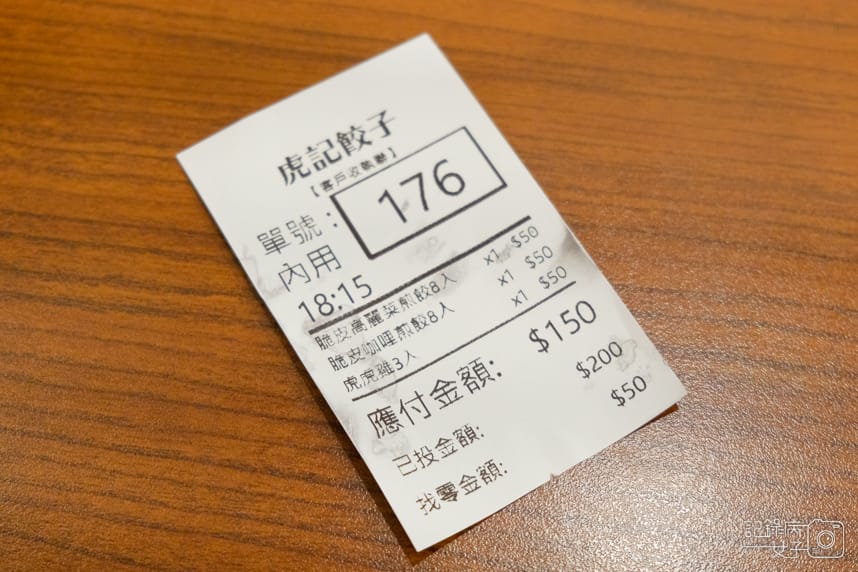 虎記餃子
【客戶收執聯】
單號： 176
內用
18:15
脆皮高麗菜煎餃8入 x1 $50
脆皮咖哩煎餃8入 x1 $50
虎虎雞3入 x1 $50
應付金額: $150
已投金額: $200
找零金額: $50